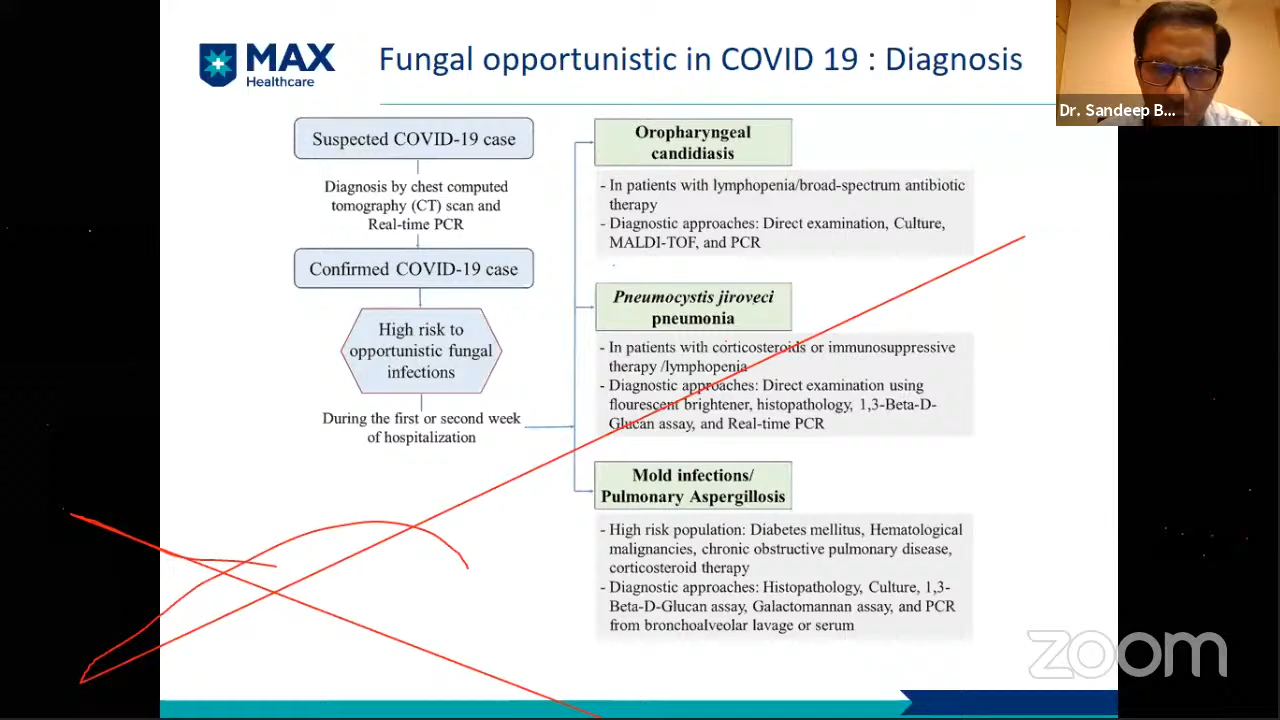 MAX
Healthcare
Fungal opportunistic in COVID 19 : Diagnosis
Dr. Sandeep B...
Suspected COVID-19 case
Diagnosis by chest computed
tomography (CT) scan and
Real-time PCR
Confirmed COVID-19 case
High risk to
opportunistic fungal
infections
During the first or second week
of hospitalization
Oropharyngeal
candidiasis
- In patients with lymphopenia/broad-spectrum antibiotic
therapy
- Diagnostic approaches: Direct examination, Culture,
MALDI-TOF, and PCR
Pneumocystis jiroveci
pneumonia
- In patients with corticosteroids or immunosuppressive
therapy /lymphopenia
- Diagnostic approaches: Direct examination using
flourescent brightener, histopathology, 1,3-Beta-D-
Glucan assay, and Real-time PCR
Mold infections/
Pulmonary Aspergillosis
- High risk population: Diabetes mellitus, Hematological
malignancies, chronic obstructive pulmonary disease,
corticosteroid therapy
- Diagnostic approaches: Histopathology, Culture, 1,3-
Beta-D-Glucan assay, Galactomannan assay, and PCR
from bronchoalveolar lavage or serum
zoom